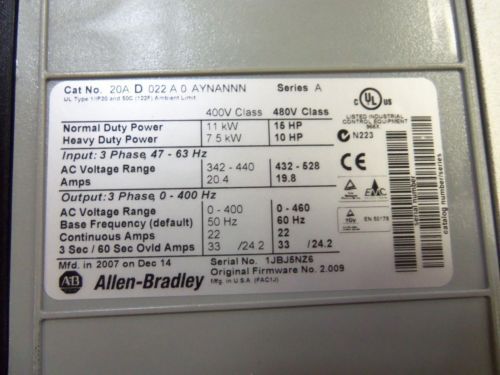 Cat No. 20A D 022 A 0 AYNANNN Series A
UL Type 1/IP20 and 50C (122F) Ambient Limit
400V Class 480V Class
Normal Duty Power 11 kW 15 HP
Heavy Duty Power 7.5 kW 10 HP
Input: 3 Phase, 47 - 63 Hz
AC Voltage Range 342 - 440 432 - 528
Amps 20.4 19.8
Output: 3 Phase, 0 - 400 Hz
AC Voltage Range 0 - 400 0 - 460
Base Frequency (default) 50 Hz 60 Hz
Continuous Amps 22 22
3 Sec / 60 Sec Ovld Amps 33 / 24.2 33 / 24.2
Mfd. in 2007 on Dec 14 Serial No. 1JBJ5NZ6
Original Firmware No. 2.009
Mfg. in U.S.A. (FAC1J)
AB Allen-Bradley
C UL US
LISTED INDUSTRIAL
CONTROL EQUIPMENT
966X
N223
CE
EMC
TÜV
EN 50178
catalog number/series